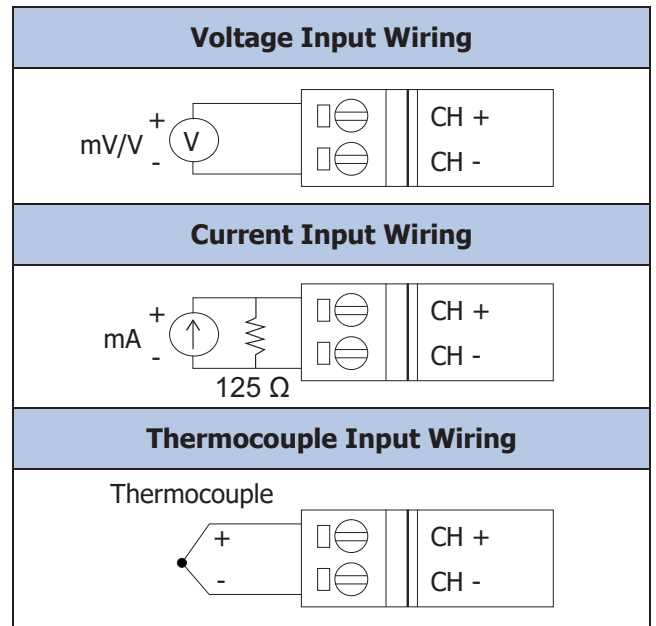 Voltage Input Wiring
+
mV/V
-
V
CH +
CH -
Current Input Wiring
+
mA
-
125 Ω
CH +
CH -
Thermocouple Input Wiring
Thermocouple
+
-
CH +
CH -